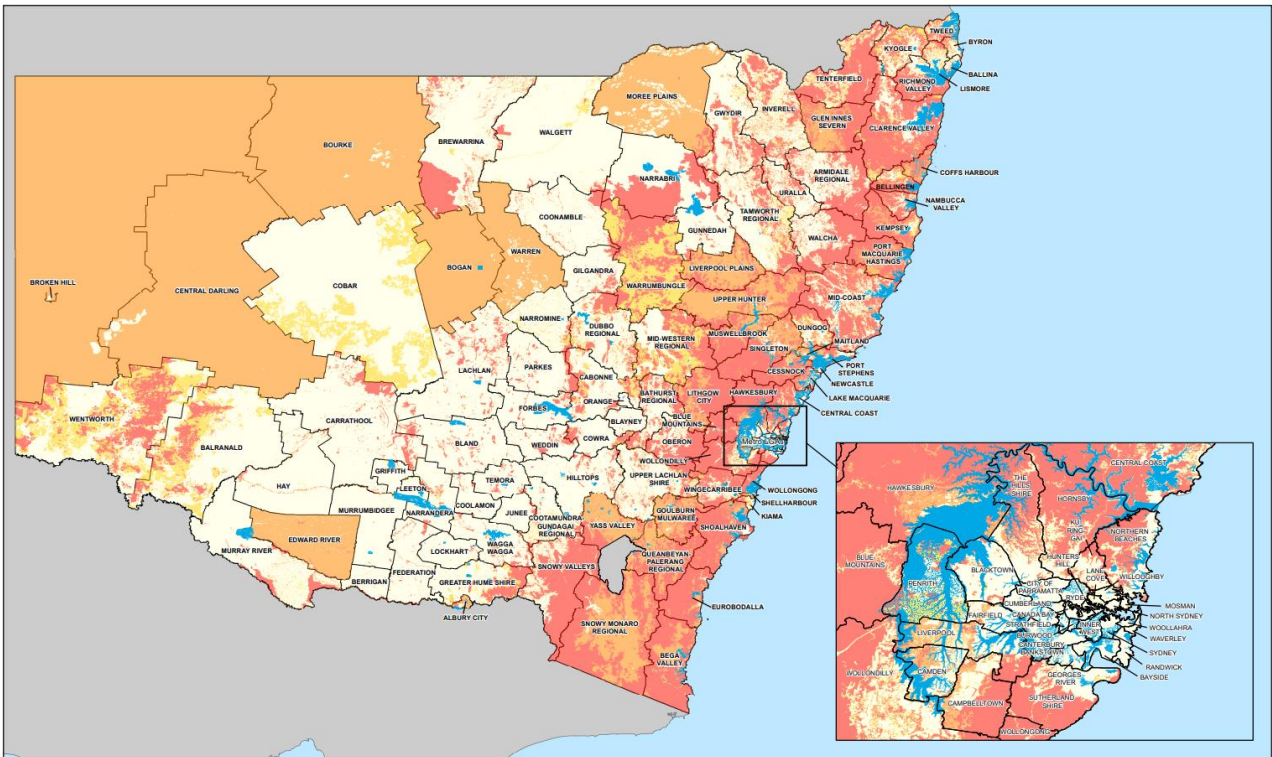 TWEED
BYRON
KYOGLE
BALLINA
LISMORE
TENTERFIELD
RICHMOND
VALLEY
MOREE PLAINS
GWYDIR
INVERELL
GLEN INNES
SEVERN
CLARENCE VALLEY
BOURKE
BREWARRINA
WALGETT
NARRABRI
ARMIDALE
REGIONAL
COFFS HARBOUR
BELLINGEN
URALLA
NAMBUCCA
VALLEY
COONAMBLE
GUNNEDAH
TAMWORTH
REGIONAL
WALCHA
KEMPSEY
PORT
MACQUARIE
HASTINGS
WARREN
BOGAN
GILGANDRA
LIVERPOOL PLAINS
WARRUMBUNGLE
BROKEN HILL
CENTRAL DARLING
COBAR
MID-COAST
UPPER HUNTER
NARROMINE
DUBBO
REGIONAL
MUSWELLBROOK
DUNGOG
MID-WESTERN
REGIONAL
SINGLETON
MAITLAND
PORT
STEPHENS
LACHLAN
PARKES
CABONNE
CESSNOCK
NEWCASTLE
LAKE MACQUARIE
CENTRAL COAST
WENTWORTH
CARRATHOOL
FORBES
ORANGE
BATHURST
REGIONAL
LITHGOW
CITY
HAWKESBURY
BALRANALD
BLAYNEY
BLUE
MOUNTAINS
BLAND
WEDDIN
COWRA
OBERON
Metro LGAs
HAY
GRIFFITH
LEETON
TEMORA
HILLTOPS
WOLLONDILLY
UPPER LACHLAN
SHIRE
WINGECARRIBEE
WOLLONGONG
SHELLHARBOUR
KIAMA
MURRUMBIDGEE
NARRANDERA
COOLAMON
JUNEE
COOTAMUNDRA
GUNDAGAI
REGIONAL
YASS VALLEY
GOULBURN
MULWAREE
SHOALHAVEN
EDWARD RIVER
MURRAY RIVER
LOCKHART
WAGGA
WAGGA
QUEANBEYAN-
PALERANG
REGIONAL
BERRIGAN
FEDERATION
GREATER HUME SHIRE
SNOWY VALLEYS
ALBURY CITY
EUROBODALLA
SNOWY MONARO
REGIONAL
BEGA
VALLEY
CENTRAL COAST
THE
HILLS
SHIRE
HAWKESBURY
HORNSBY
KU
RING
GAI
NORTHERN
BEACHES
BLUE
MOUNTAINS
HUNTERS
HILL
BLACKTOWN
LANE
COVE
WILLOUGHBY
PENRITH
CITY OF
PARRAMATTA
RYDE
MOSMAN
CUMBERLAND
CANADA BAY
NORTH SYDNEY
FAIRFIELD
STRATHFIELD
INNER
WEST
WOOLLAHRA
BURWOOD
WAVERLEY
LIVERPOOL
CANTERBURY
BANKSTOWN
SYDNEY
RANDWICK
BAYSIDE
WOLLONDILLY
CAMDEN
GEORGES
RIVER
CAMPBELLTOWN
SUTHERLAND
SHIRE
WOLLONGONG